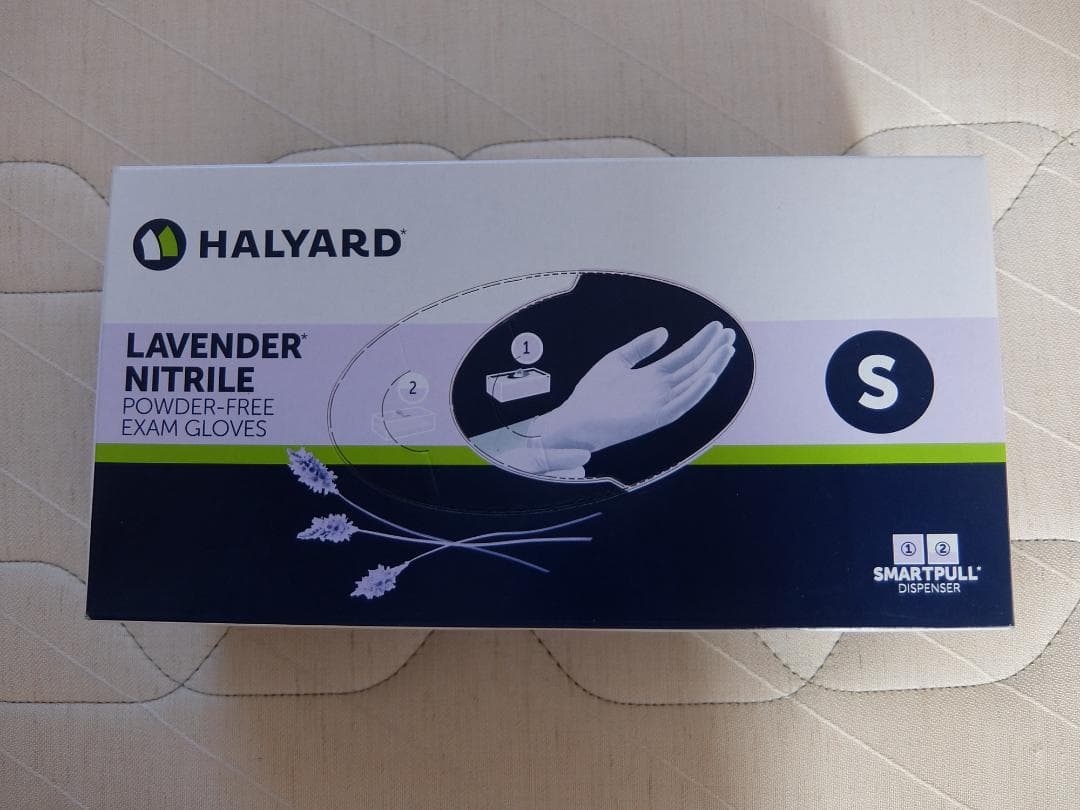 HALYARD*
LAVENDER*
NITRILE
POWDER-FREE
EXAM GLOVES
1
2
S
1 2
SMARTPULL*
DISPENSER